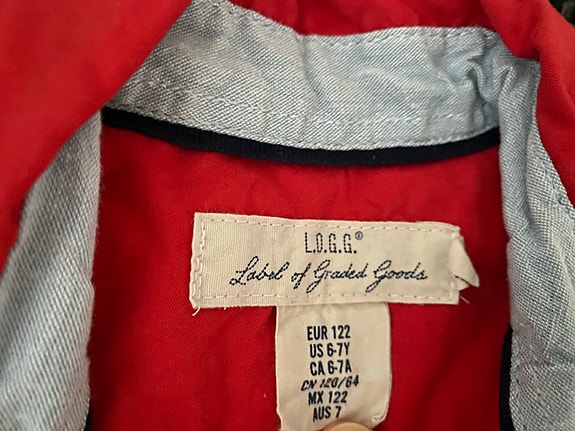 L.O.G.G.®
Label of Graded Goods
EUR 122
US 6-7Y
CA 6-7A
CN 120/64
MX 122
AUS 7